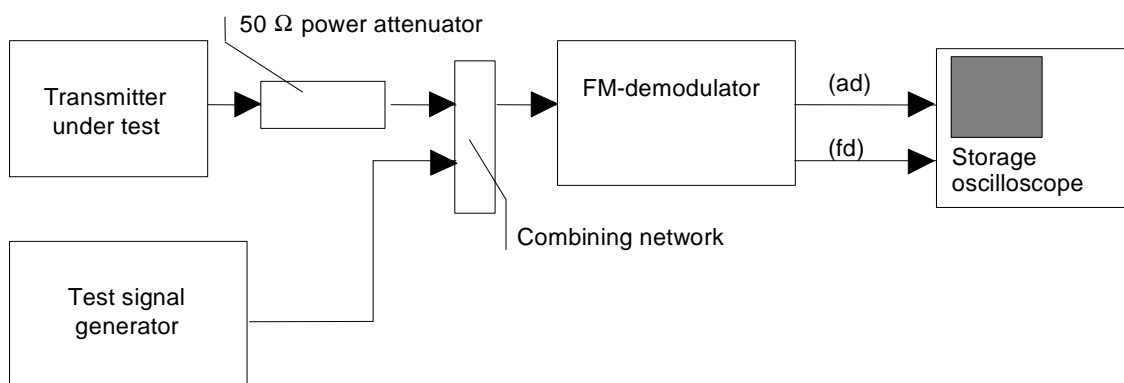 50 Ω power attenuator
Transmitter
under test
FM-demodulator
(ad)
(fd)
Storage
oscilloscope
Combining network
Test signal
generator